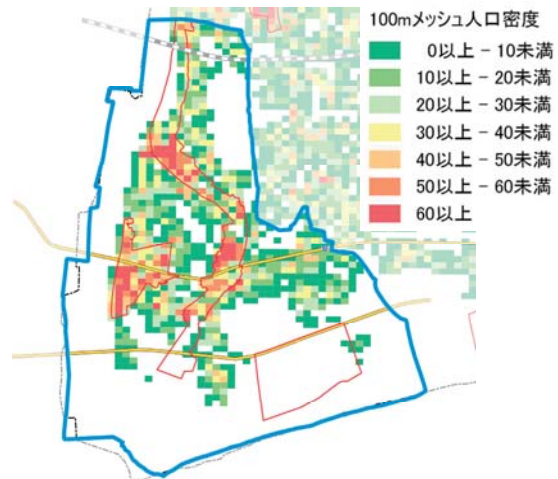 100mメッシュ人口密度
0以上 - 10未満
10以上 - 20未満
20以上 - 30未満
30以上 - 40未満
40以上 - 50未満
50以上 - 60未満
60以上